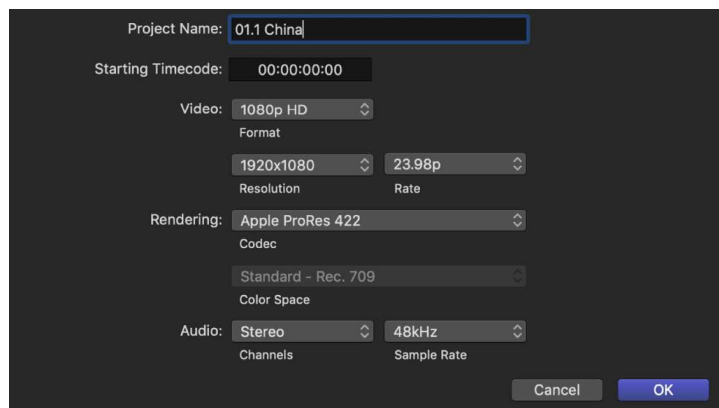 Project Name: 01.1 China
Starting Timecode: 00:00:00:00
Video: 1080p HD
Format
1920x1080 23.98p
Resolution Rate
Rendering: Apple ProRes 422
Codec
Standard - Rec. 709
Color Space
Audio: Stereo 48kHz
Channels Sample Rate
Cancel OK